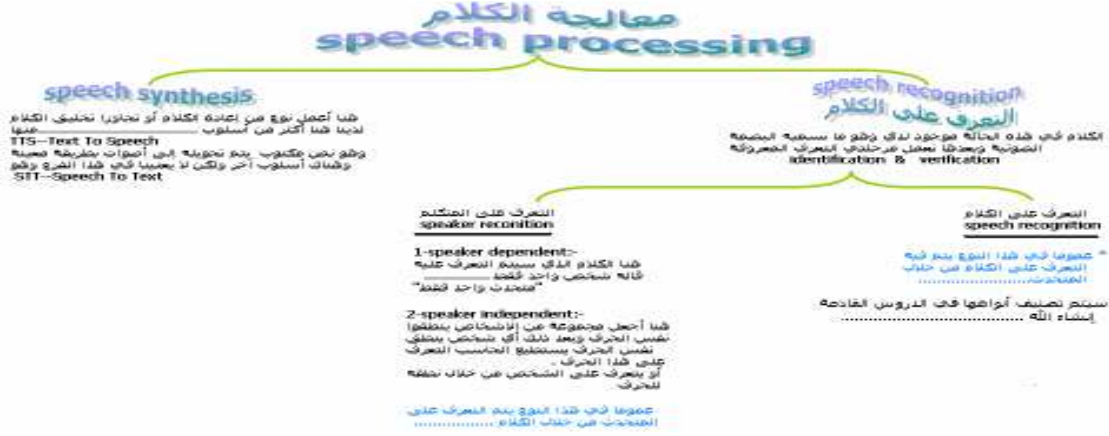 معالجة الكلام
speech processing
speech synthesis
هنا أعمل نوع من إعادة الكلام أو تجاوزا تخليق الكلام
لدينا هنا أكثر من أسلوب ــــــــــــــــــــ منها
TTS--Text To Speech
وهو نص مكتوب يتم تحويله إلى أصوات بطريقة معينة
وهناك أسلوب آخر ولكن لا يعنينا في هذا الفرع وهو
STT--Speech To Text
speech recognition
التعرف على الكلام
الكلام في هذه الحالة موجود لدي وهو ما نسميه البصمة
الصوتية وبعدها نعمل مرحلتي التعرف المعروفة
identification & verification
التعرف على المتكلم
speaker reconition
1-speaker dependent:-
هنا الكلام الذي سيتم التعرف عليه
قاله شخص واحد فقط ــــــــــــ
"متحدث واحد فقط"
2-speaker independent:-
هنا أجعل مجموعة من الاشخاص ينطقوا
نفس الحرف وبعد ذلك أي شخص ينطق
نفس الحرف يستطيع الحاسب التعرف
على هذا الحرف .
أو يتعرف على الشخص من خلال نطقه
للحرف
عموما في هذا النوع يتم التعرف على
المتحدث من خلال الكلام .................
التعرف على الكلام
speech recognition
* عموما في هذا النوع يتم فيه
التعرف على الكلام من خلال
المتحدث.......................
سيتم تصنيف أنواعها في الدروس القادمة
إنشاء الله ..............................